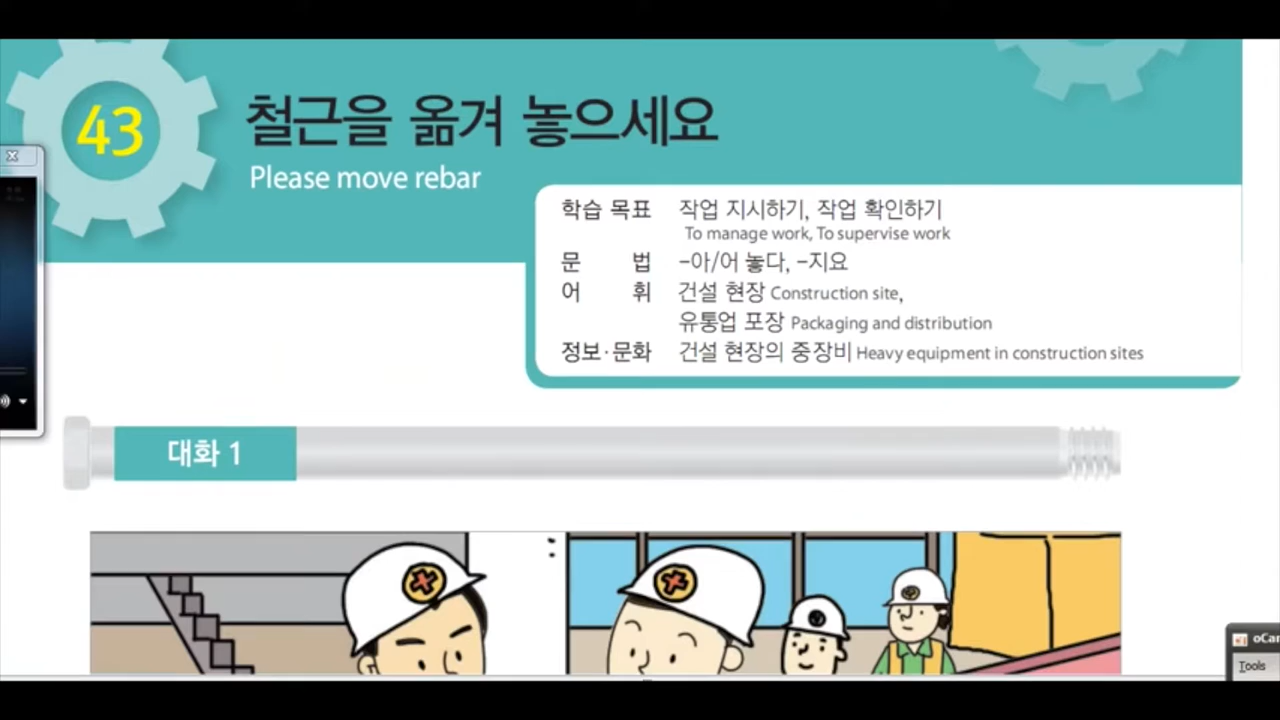 43
철근을 옮겨 놓으세요
Please move rebar
학습 목표 작업 지시하기, 작업 확인하기
To manage work, To supervise work
문 법 –아/어 놓다, –지요
어 휘 건설 현장 Construction site,
유통업 포장 Packaging and distribution
정보·문화 건설 현장의 중장비 Heavy equipment in construction sites
대화 1
Tools